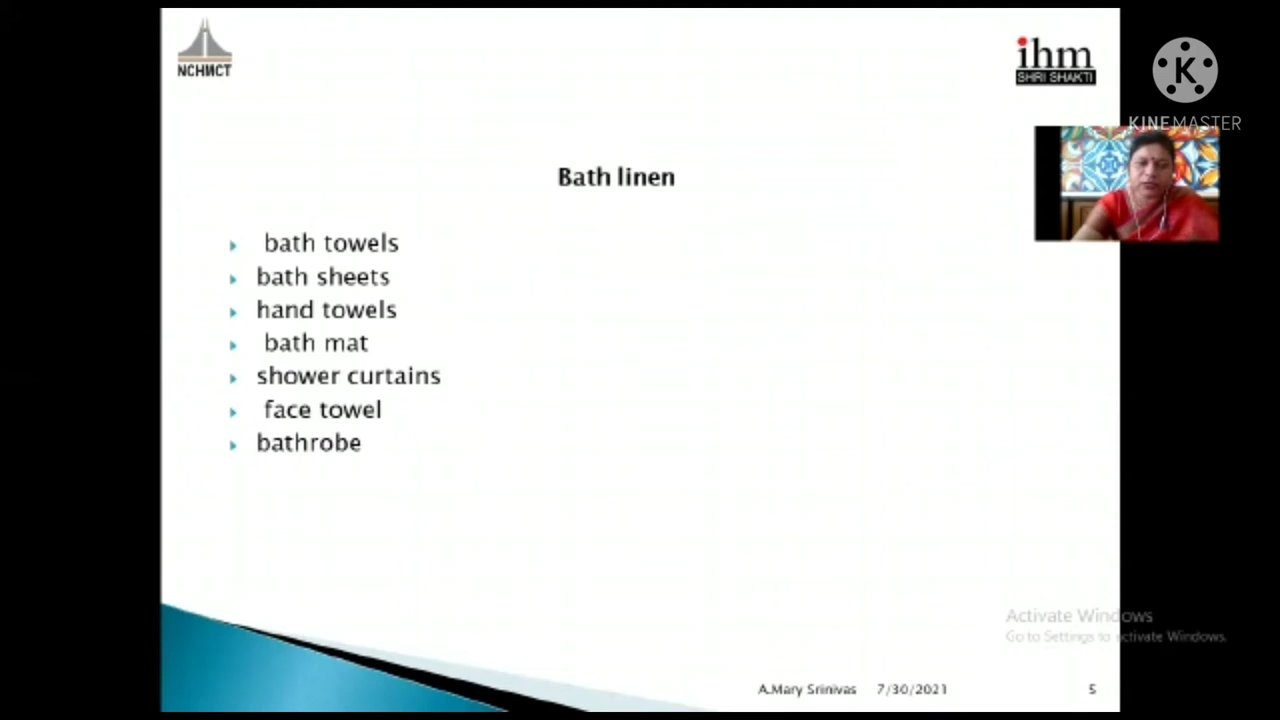 NCHMCT
ihm
SHRI SHAKTI
K
KINEMASTER
Bath linen
bath towels
bath sheets
hand towels
bath mat
shower curtains
face towel
bathrobe
Activate Windows
Go to Settings to activate Windows.
A.Mary Srinivas 7/30/2021 5